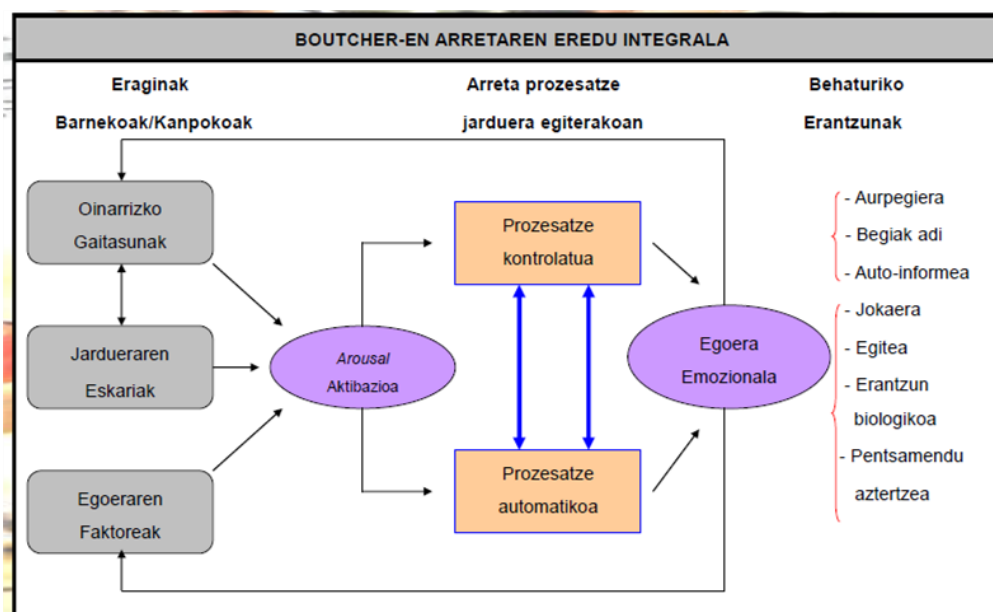 BOUTCHER-EN ARRETAREN EREDU INTEGRALA
Eraginak
Barnekoak/Kanpokoak
Arreta prozesatze
jarduera egiterakoan
Behaturiko
Erantzunak
Oinarrizko
Gaitasunak
Jardueraren
Eskariak
Egoeraren
Faktoreak
Arousal
Aktibazioa
Prozesatze
kontrolatua
Prozesatze
automatikoa
Egoera
Emozionala
- Aurpegiera
- Begiak adi
- Auto-informea
- Jokaera
- Egitea
- Erantzun
biologikoa
- Pentsamendu
aztertzea